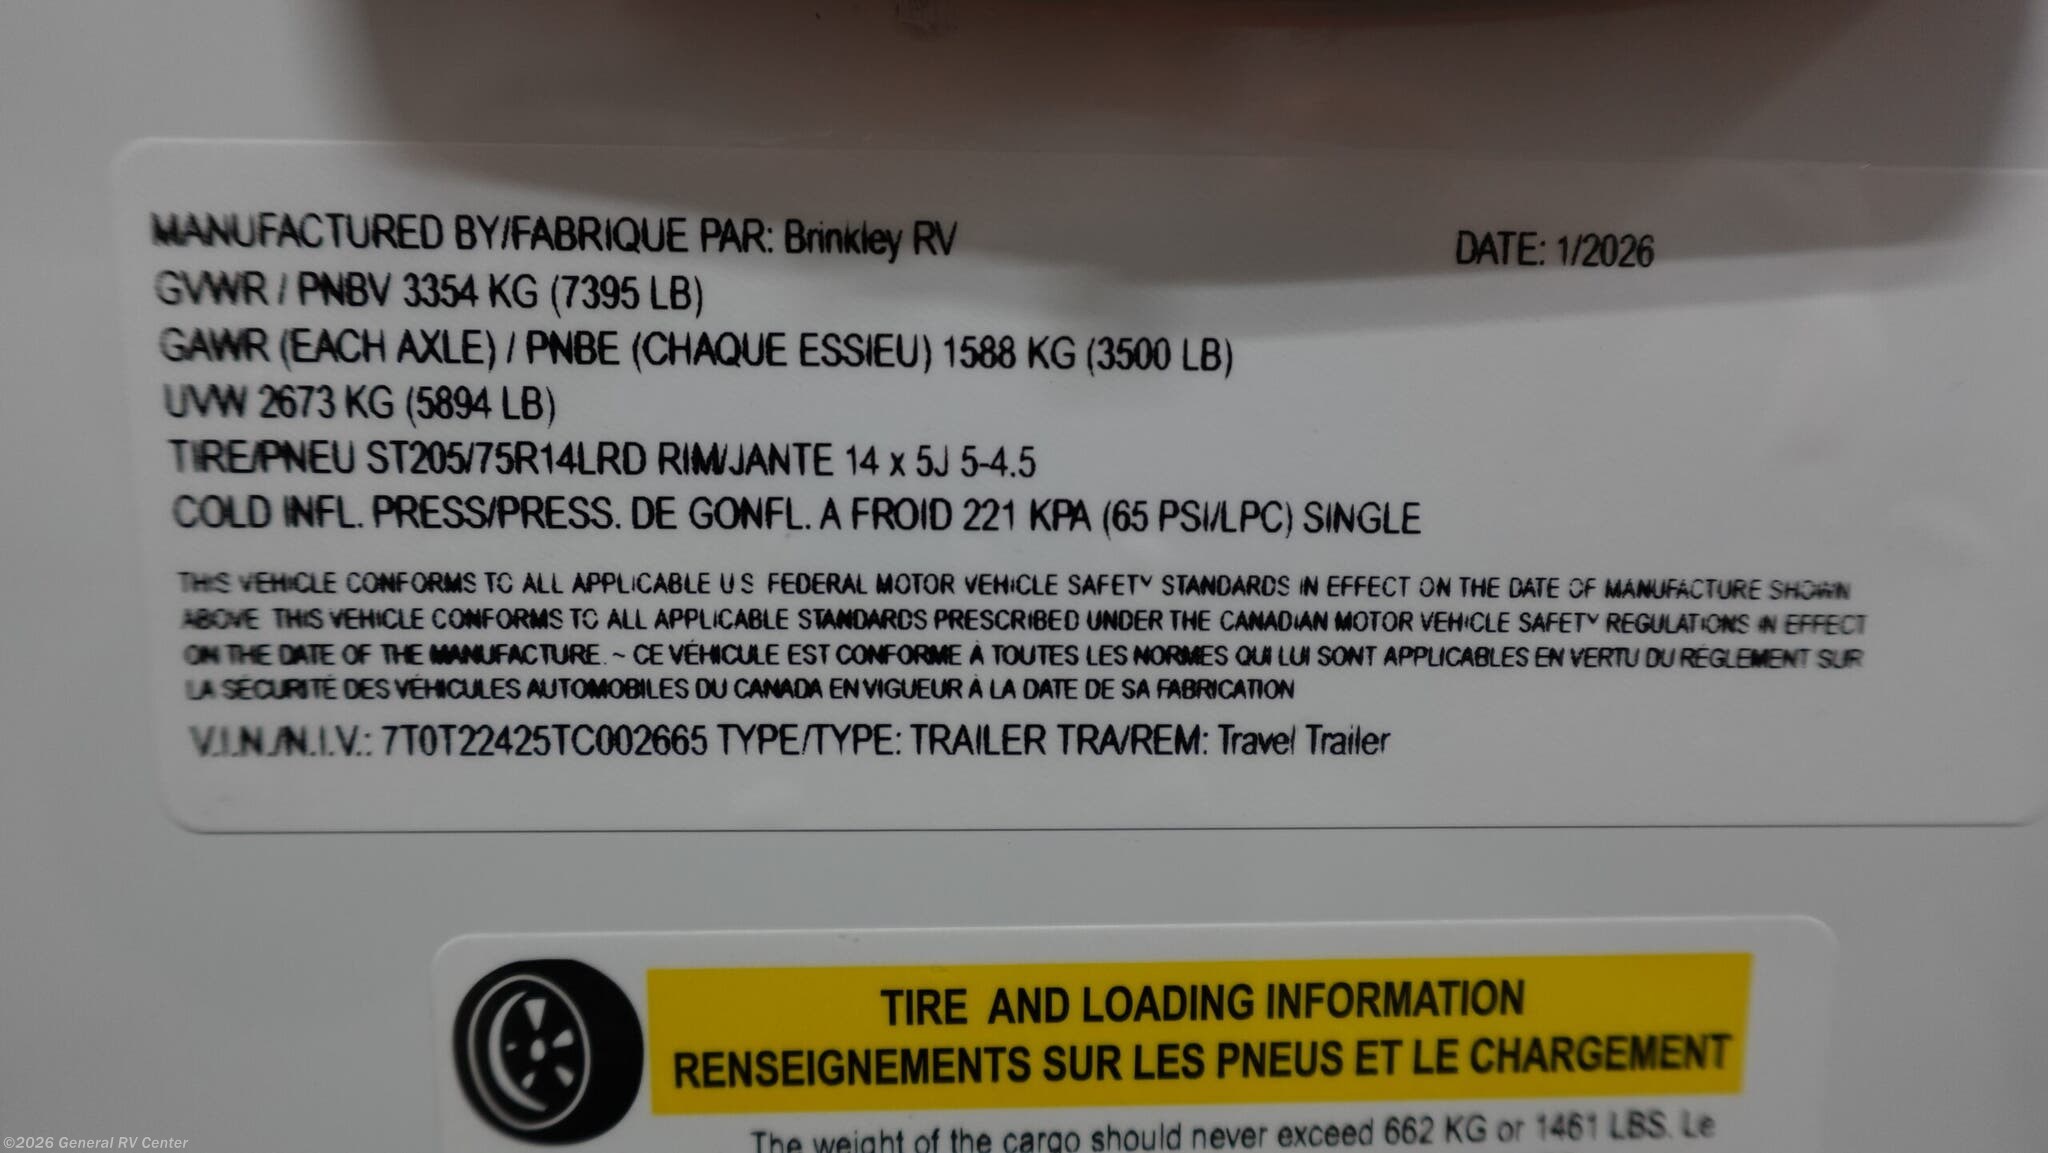 MANUFACTURED BY/FABRIQUE PAR: Brinkley RV DATE: 1/2026
GVWR / PNBV 3354 KG (7395 LB)
GAWR (EACH AXLE) / PNBE (CHAQUE ESSIEU) 1588 KG (3500 LB)
UVW 2673 KG (5894 LB)
TIRE/PNEU ST205/75R14LRD RIM/JANTE 14 x 5J 5-4.5
COLD INFL. PRESS/PRESS. DE GONFL. A FROID 221 KPA (65 PSI/LPC) SINGLE
THIS VEHICLE CONFORMS TO ALL APPLICABLE U S FEDERAL MOTOR VEHICLE SAFETY STANDARDS IN EFFECT ON THE DATE OF MANUFACTURE SHOWN
ABOVE THIS VEHICLE CONFORMS TO ALL APPLICABLE STANDARDS PRESCRIBED UNDER THE CANADIAN MOTOR VEHICLE SAFETY REGULATIONS IN EFFECT
ON THE DATE OF THE MANUFACTURE. ~ CE VÉHICULE EST CONFORME À TOUTES LES NORMES QUI LUI SONT APPLICABLES EN VERTU DU RÉGLEMENT SUR
LA SÉCURITÉ DES VÉHICULES AUTOMOBILES DU CANADA EN VIGUEUR À LA DATE DE SA FABRICATION
V.I.N./N.I.V.: 7T0T22425TC002665 TYPE/TYPE: TRAILER TRA/REM: Travel Trailer
TIRE AND LOADING INFORMATION
RENSEIGNEMENTS SUR LES PNEUS ET LE CHARGEMENT
The weight of the cargo should never exceed 662 KG or 1461 LBS. Le
©2026 General RV Center